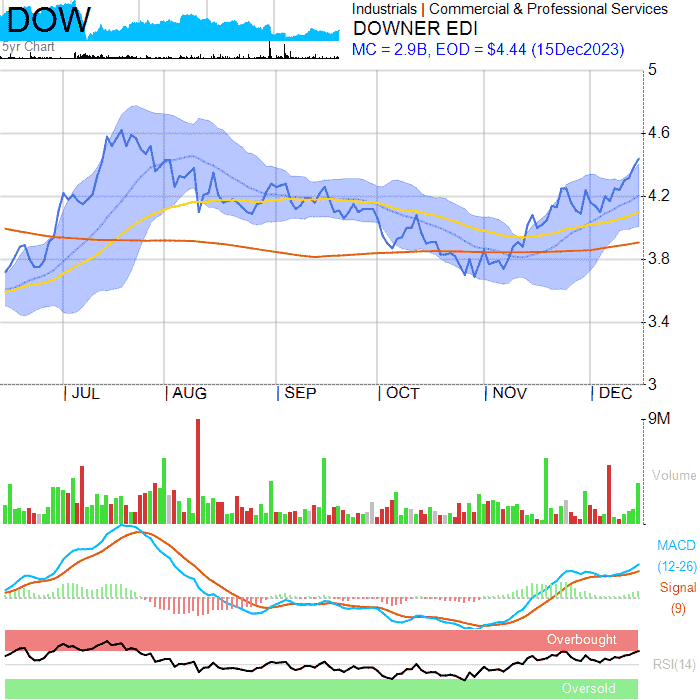 DOW
5yr Chart
Industrials | Commercial & Professional Services
DOWNER EDI
MC = 2.9B, EOD = $4.44 (15Dec2023)
5
4.6
4.2
3.8
3.4
3
JUL
AUG
SEP
OCT
NOV
DEC
9M
Volume
MACD
(12-26)
Signal
(9)
Overbought
RSI(14)
Oversold